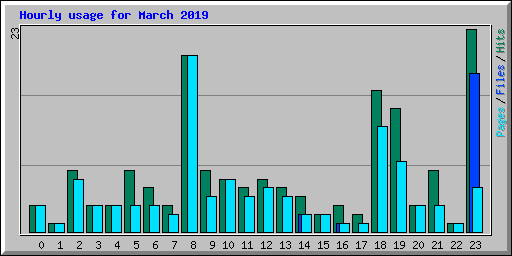 Hourly usage for March 2019
23
Pages/Files/Hits
0 1 2 3 4 5 6 7 8 9 10 11 12 13 14 15 16 17 18 19 20 21 22 23